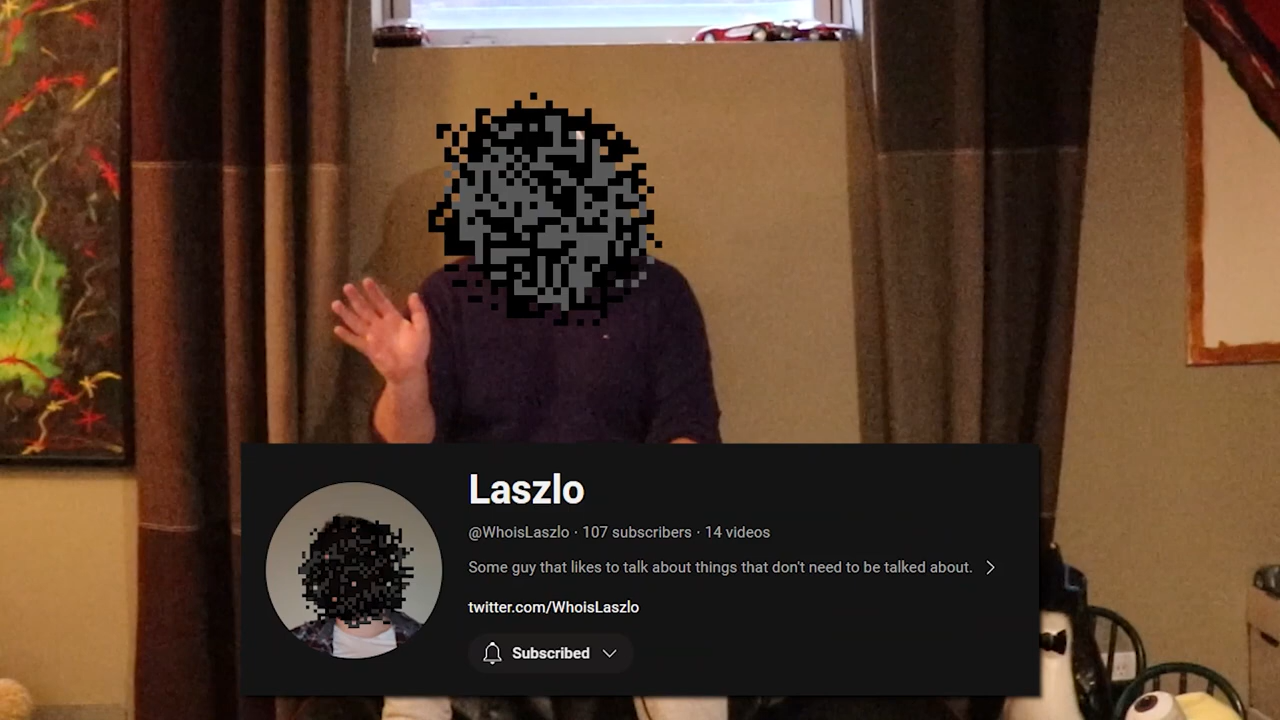 Laszlo
@WhoisLaszlo · 107 subscribers · 14 videos
Some guy that likes to talk about things that don't need to be talked about.
twitter.com/WhoisLaszlo
Subscribed